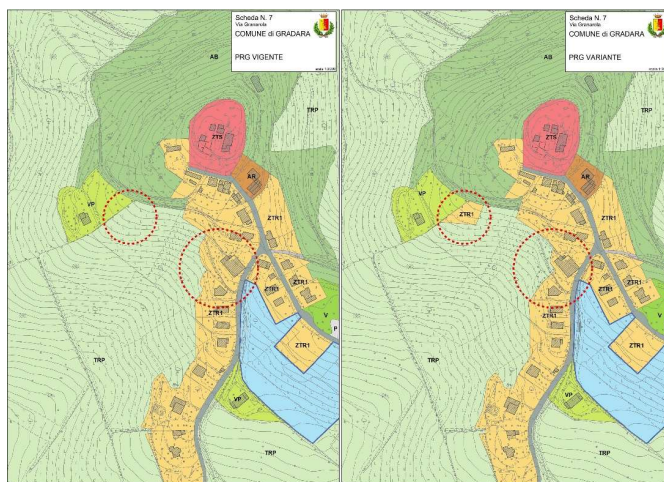 Scheda N. 7
Via Granarola
COMUNE di GRADARA
PRG VIGENTE
AB
TRP
ZTS
AR
VP
ZTR1
ZTR1
ZTR1
V
P
ZTR1
TRP
VP
TRP
Scheda N. 7
Via Granarola
COMUNE di GRADARA
PRG VARIANTE
AB
TRP
ZTS
AR
VP
ZTR1
ZTR1
ZTR1
ZTR1
V
P
ZTR1
TRP
VP
TRP